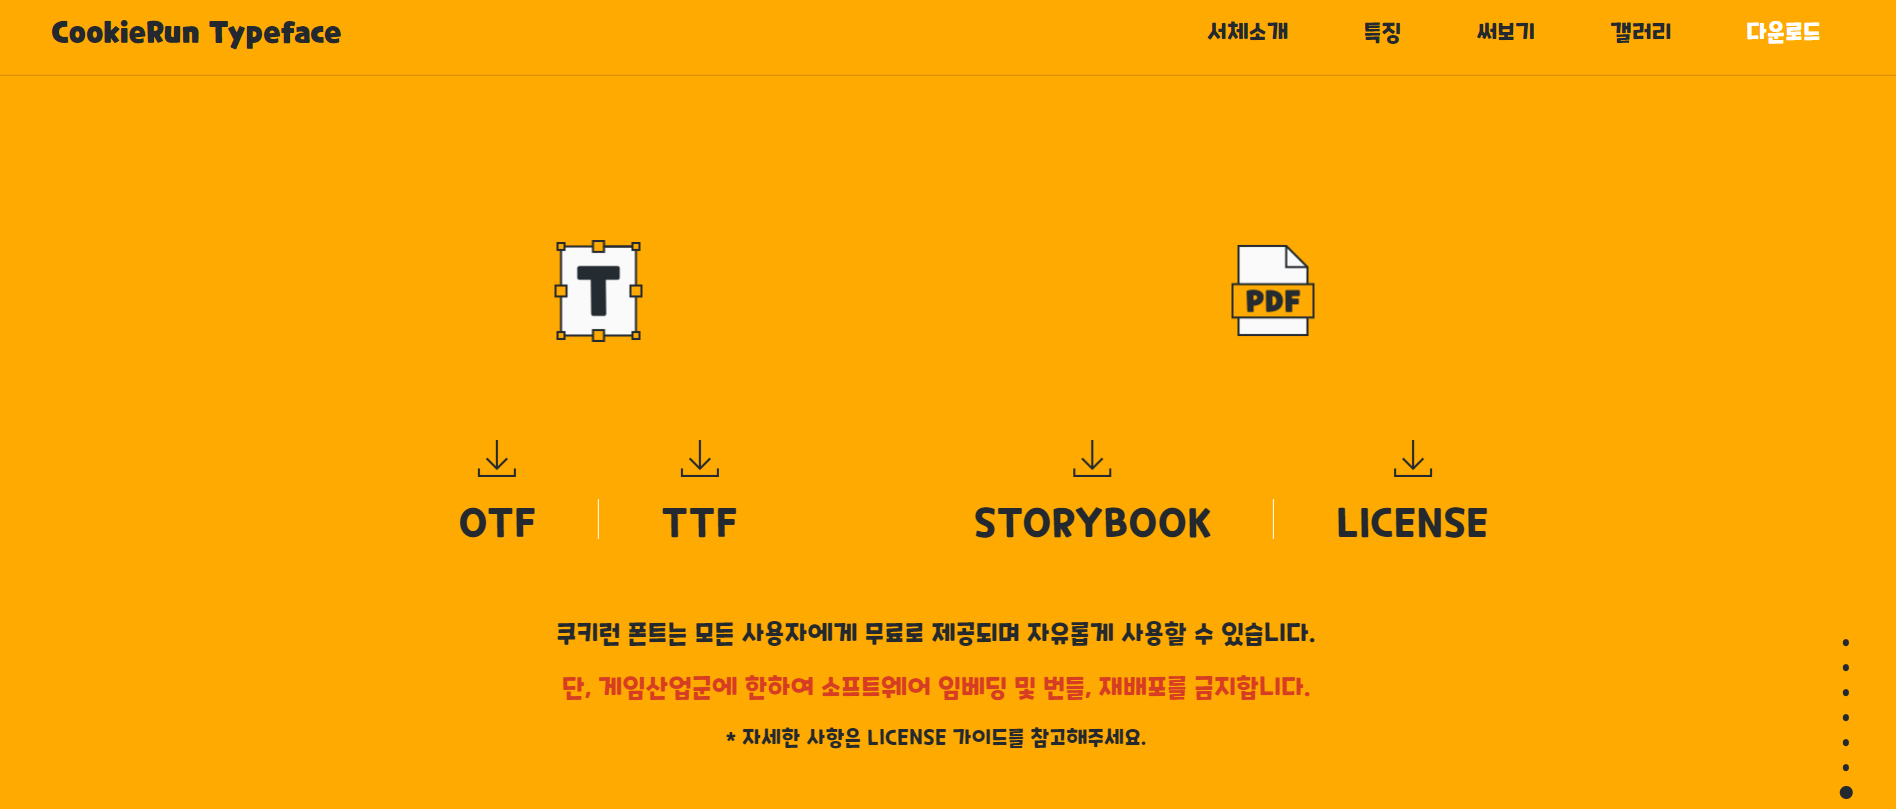 CookieRun Typeface
서체소개 특징 써보기 갤러리 다운로드
T
PDF
OTF TTF STORYBOOK LICENSE
쿠키런 폰트는 모든 사용자에게 무료로 제공되며 자유롭게 사용할 수 있습니다.
단, 게임산업군에 한하여 소프트웨어 임베딩 및 번들, 재배포를 금지합니다.
* 자세한 사항은 LICENSE 가이드를 참고해주세요.